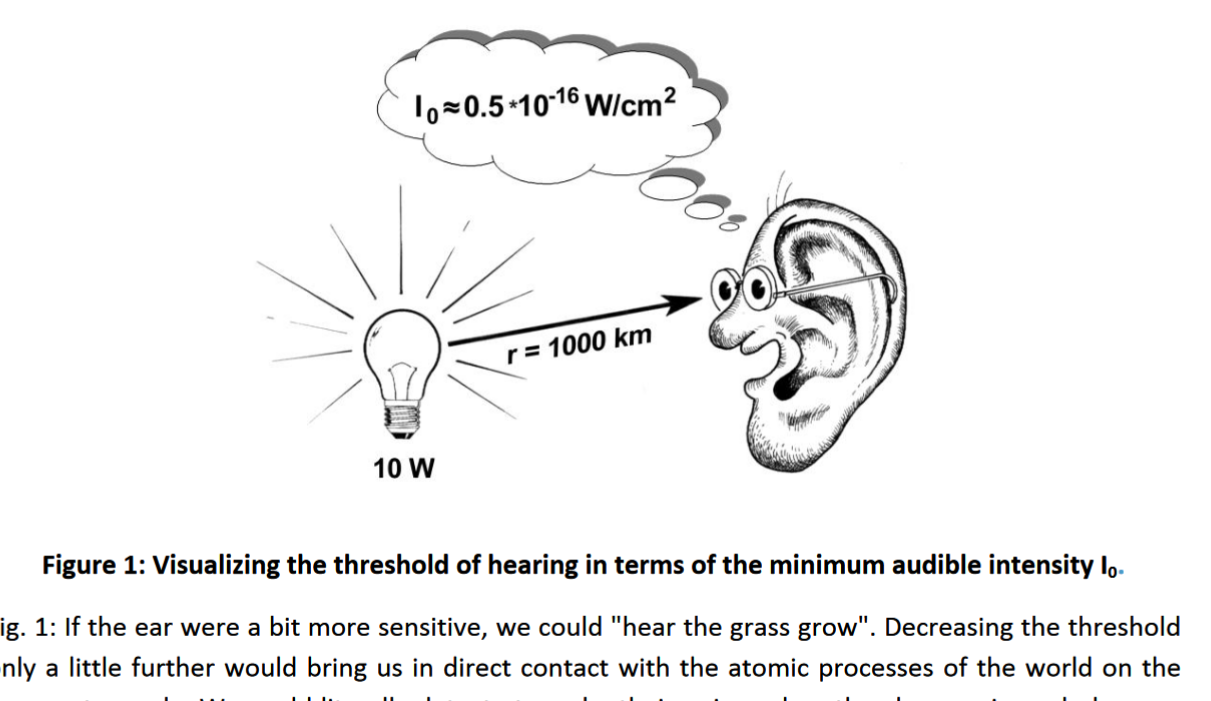 I₀≈0.5*10⁻¹⁶ W/cm²
r = 1000 km
10 W
Figure 1: Visualizing the threshold of hearing in terms of the minimum audible intensity I₀.
ig. 1: If the ear were a bit more sensitive, we could "hear the grass grow". Decreasing the threshold
nly a little further would bring us in direct contact with the atomic processes of the world on the